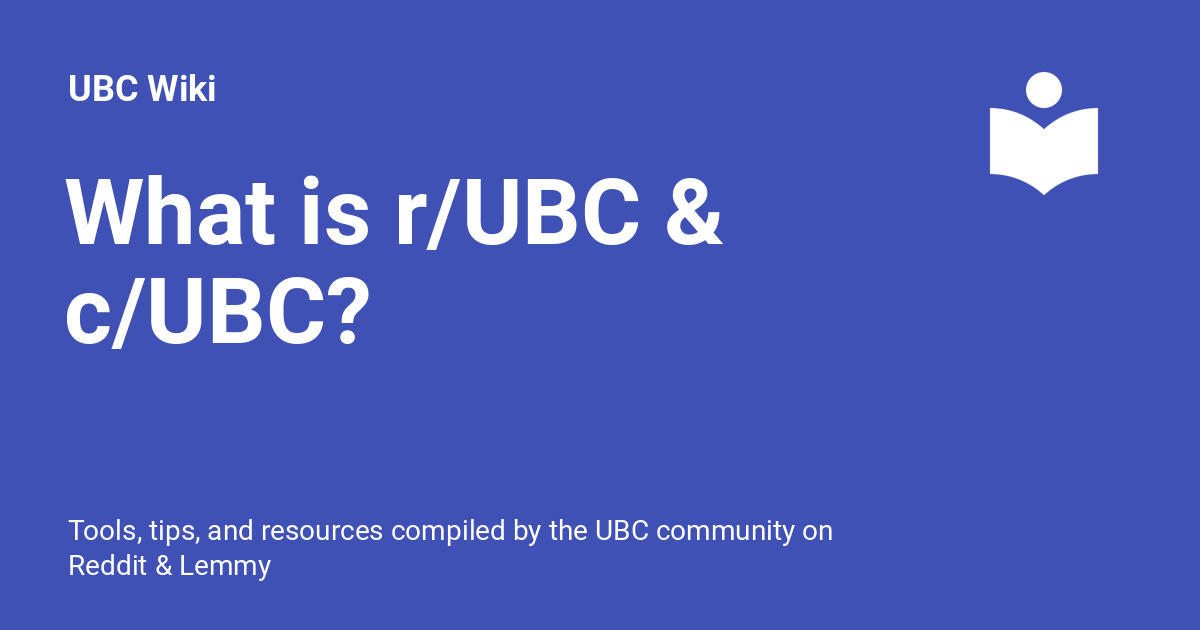 UBC Wiki
What is r/UBC &
c/UBC?
Tools, tips, and resources compiled by the UBC community on
Reddit & Lemmy